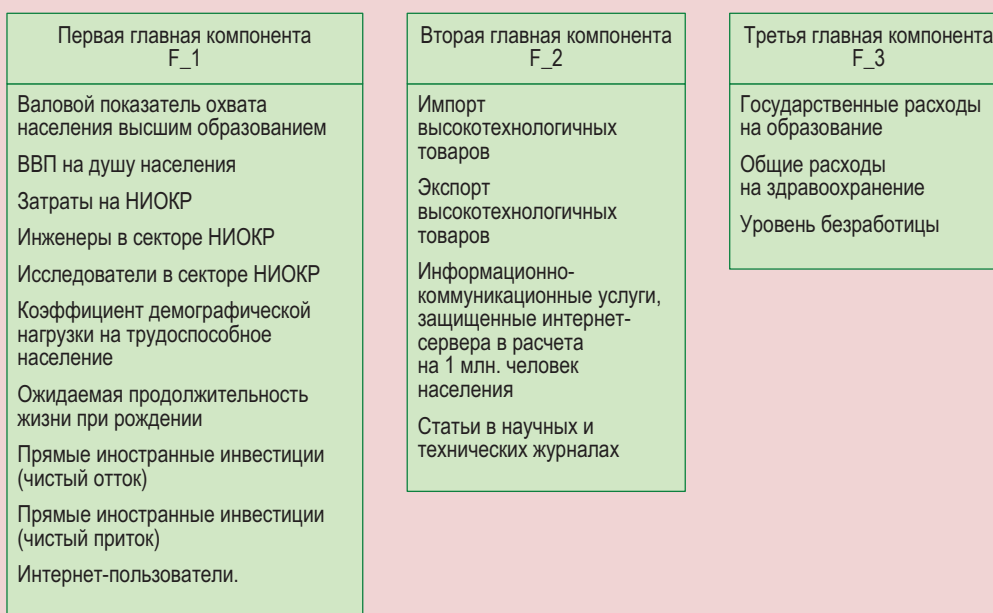 Первая главная компонента
F_1
Валовой показатель охвата
населения высшим образованием
ВВП на душу населения
Затраты на НИОКР
Инженеры в секторе НИОКР
Исследователи в секторе НИОКР
Коэффициент демографической
нагрузки на трудоспособное
население
Ожидаемая продолжительность
жизни при рождении
Прямые иностранные инвестиции
(чистый отток)
Прямые иностранные инвестиции
(чистый приток)
Интернет-пользователи.
Вторая главная компонента
F_2
Импорт
высокотехнологичных
товаров
Экспорт
высокотехнологичных
товаров
Информационно-
коммуникационные услуги,
защищенные интернет-
сервера в расчета
на 1 млн. человек
населения
Статьи в научных и
технических журналах
Третья главная компонента
F_3
Государственные расходы
на образование
Общие расходы
на здравоохранение
Уровень безработицы